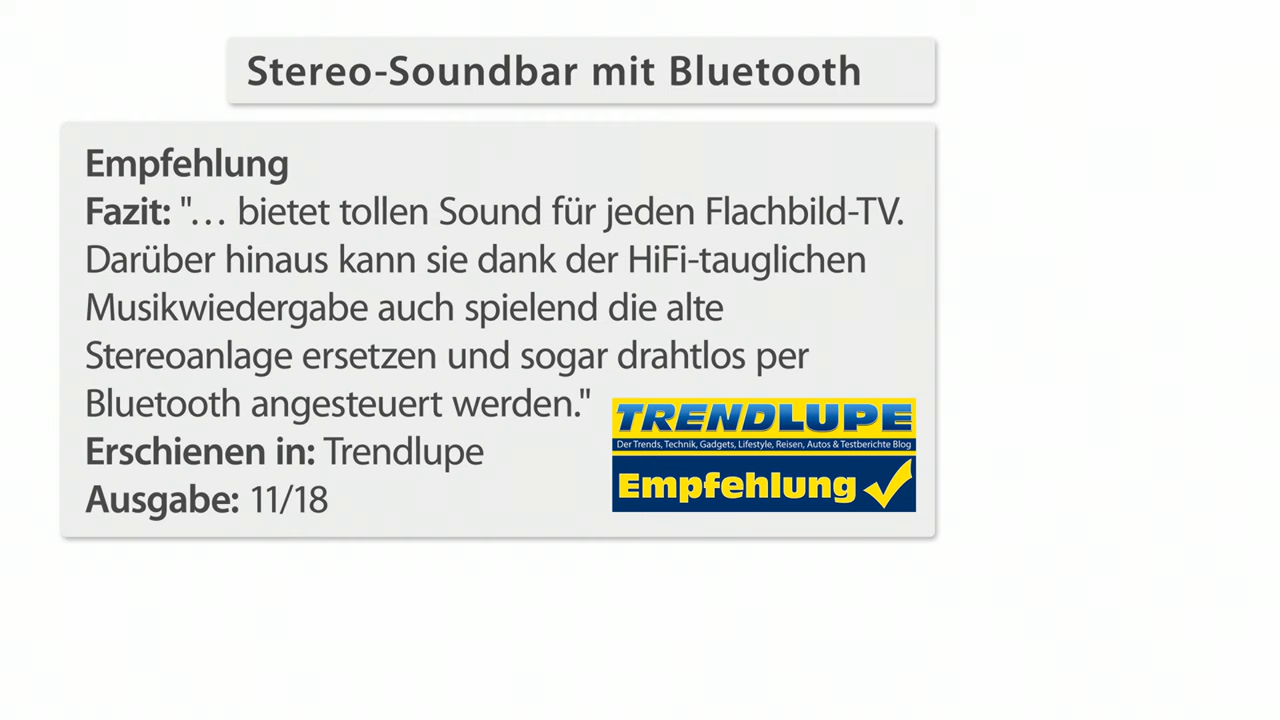 Stereo-Soundbar mit Bluetooth
Empfehlung
Fazit: "… bietet tollen Sound für jeden Flachbild-TV.
Darüber hinaus kann sie dank der HiFi-tauglichen
Musikwiedergabe auch spielend die alte
Stereoanlage ersetzen und sogar drahtlos per
Bluetooth angesteuert werden."
Erschienen in: Trendlupe
Ausgabe: 11/18
TRENDLUPE
Der Trends, Technik, Gadgets, Lifestyle, Reisen, Autos & Testberichte Blog
Empfehlung